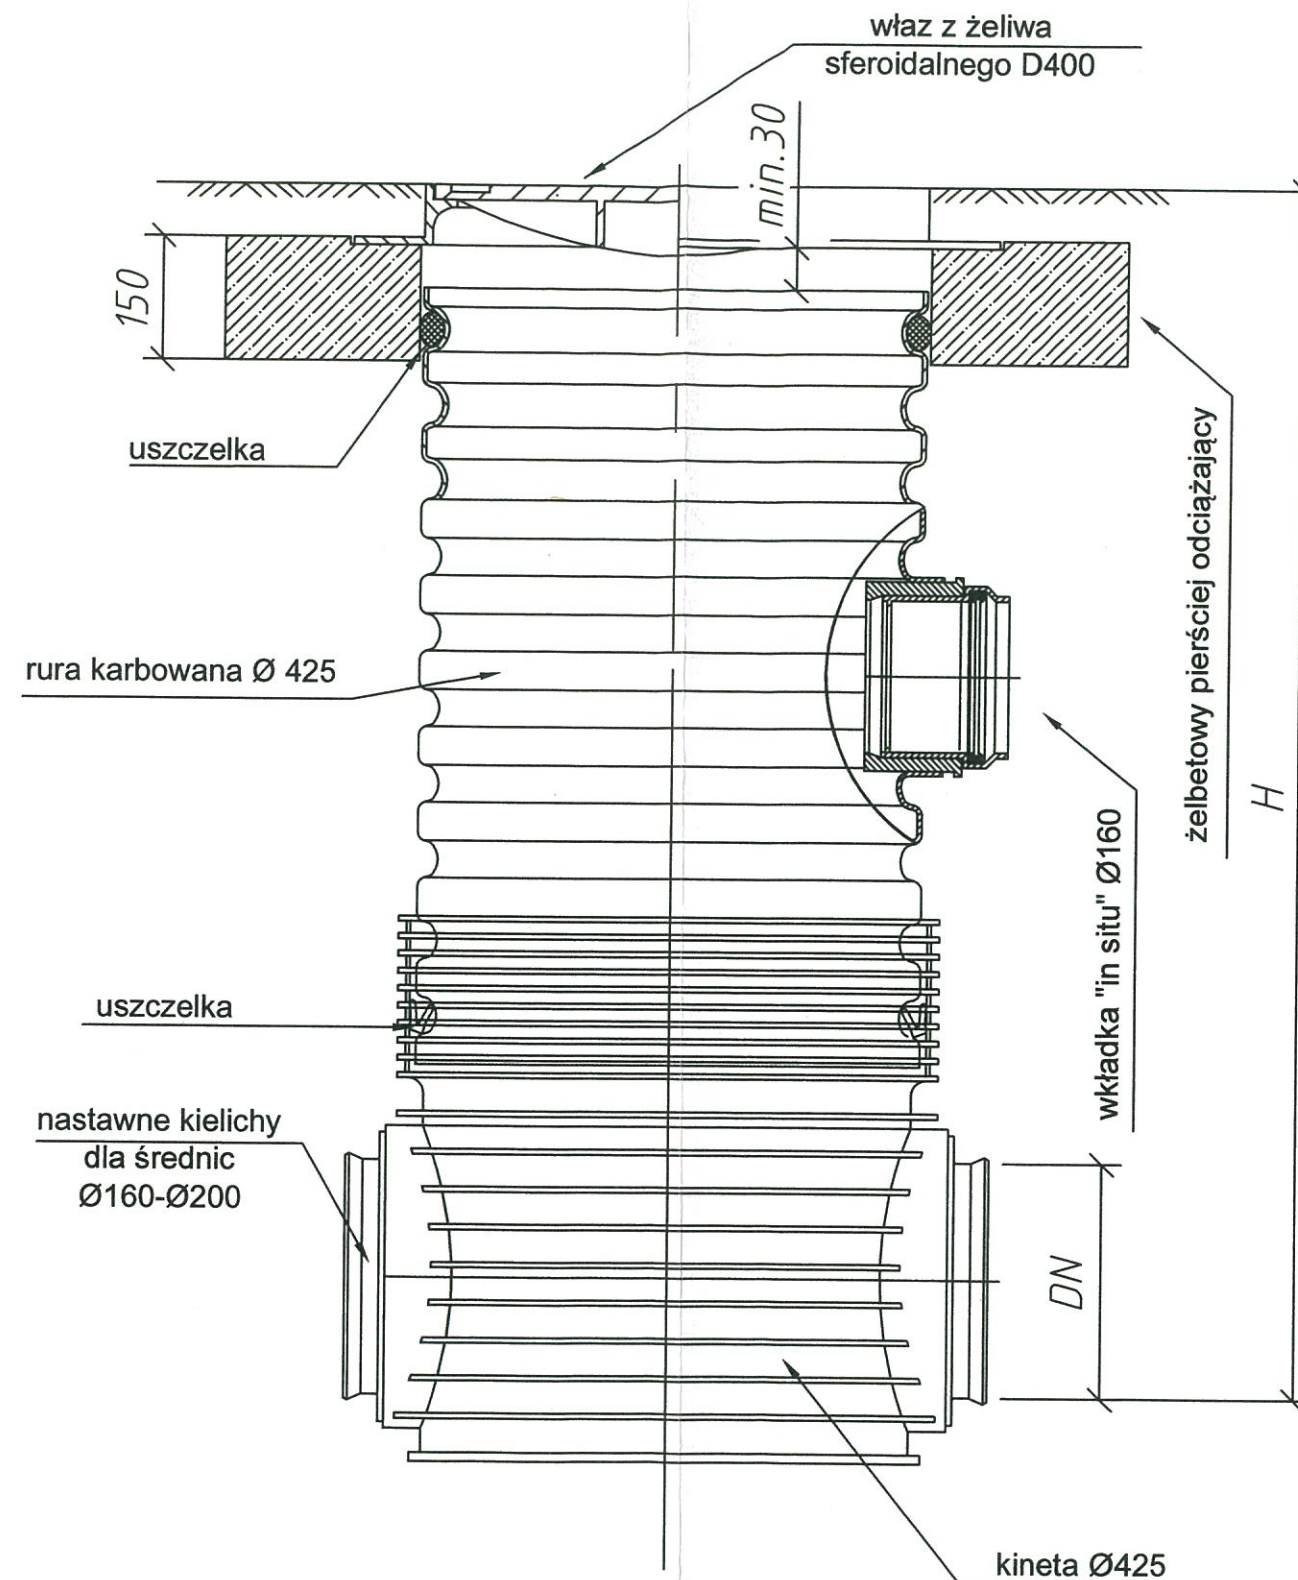 właz z żeliwa
sferoidalnego D400
min.30
150
uszczelka
żelbetowy pierściej odciążający
rura karbowana Ø 425
H
wkładka "in situ" Ø160
uszczelka
nastawne kielichy
dla średnic
Ø160-Ø200
DN
kineta Ø425